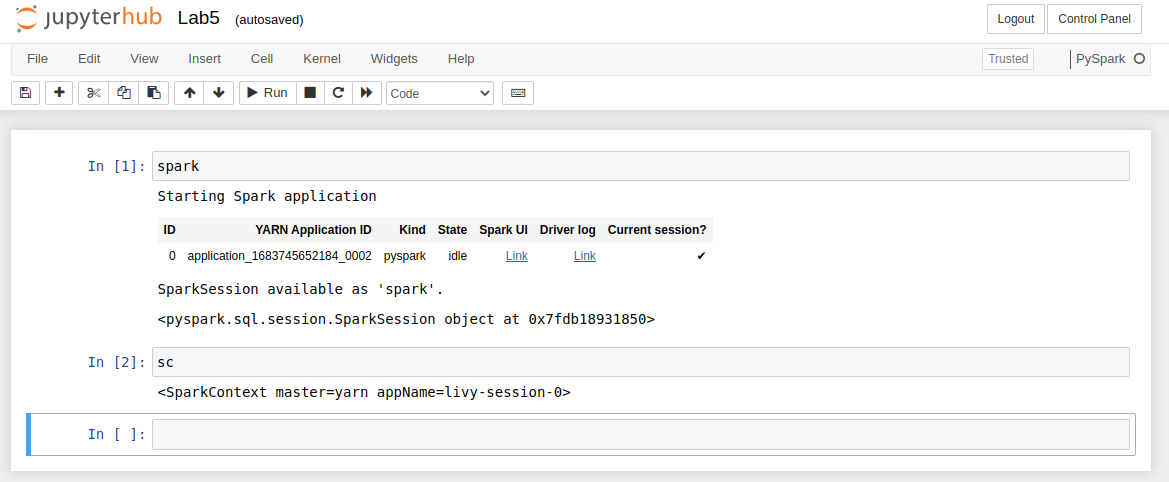 jupyterhub Lab5 (autosaved) Logout Control Panel
File Edit View Insert Cell Kernel Widgets Help Trusted PySpark
Run Code
In [1]: spark
Starting Spark application
ID YARN Application ID Kind State Spark UI Driver log Current session?
0 application_1683745652184_0002 pyspark idle Link Link ✔
SparkSession available as 'spark'.
<pyspark.sql.session.SparkSession object at 0x7fdb18931850>
In [2]: sc
<SparkContext master=yarn appName=livy-session-0>
In [ ]: